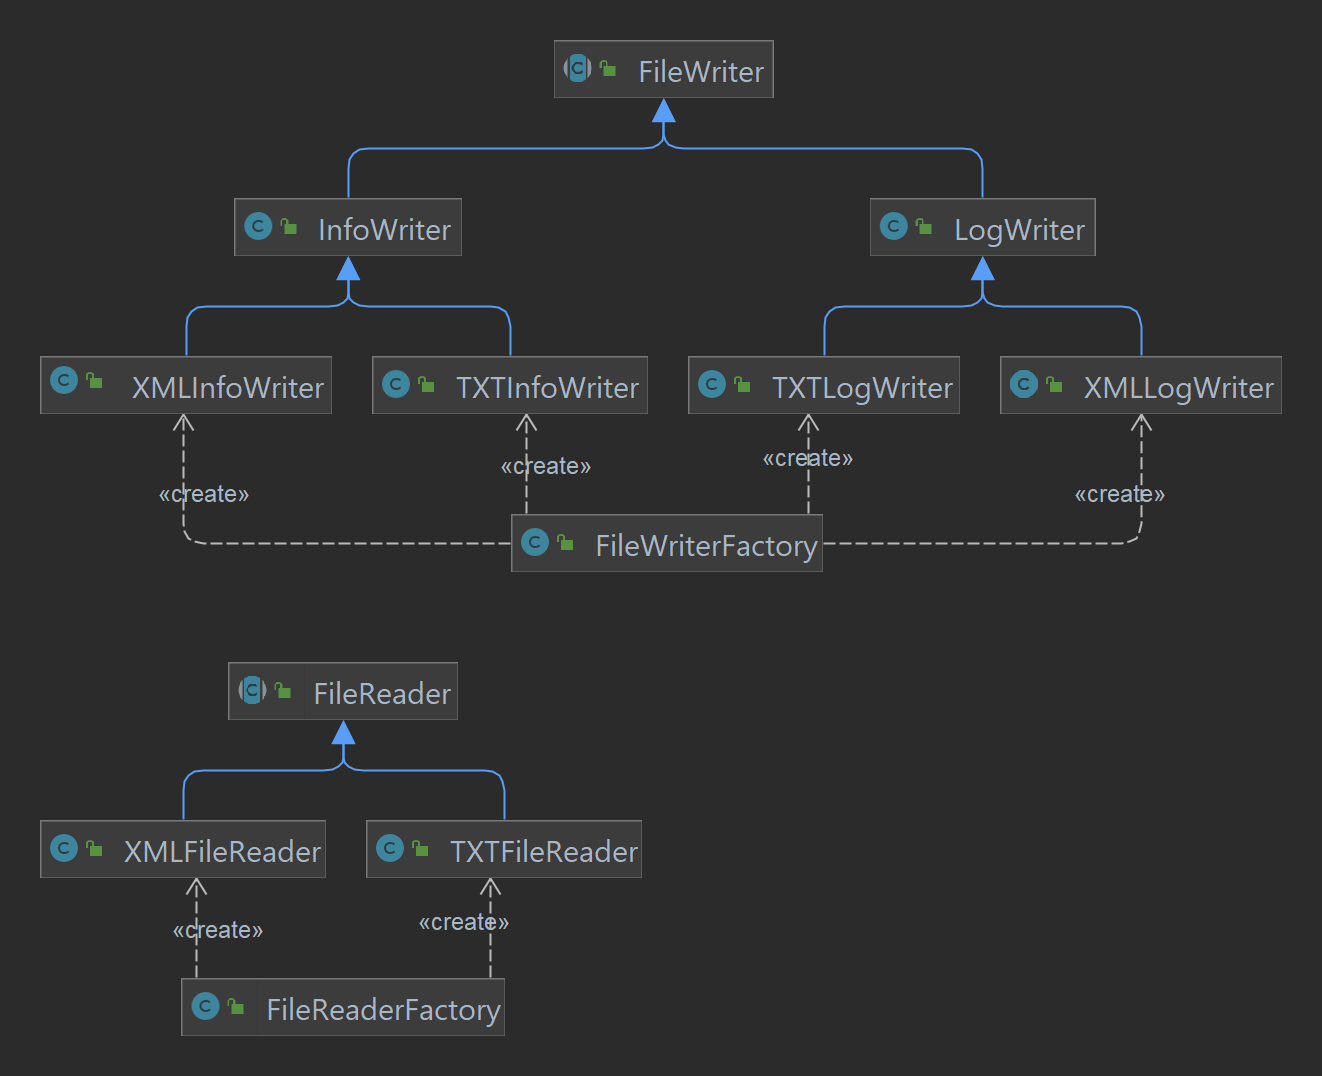 C FileWriter
C InfoWriter
C LogWriter
C XMLInfoWriter
C TXTInfoWriter
C TXTLogWriter
C XMLLogWriter
«create»
«create»
«create»
«create»
C FileWriterFactory
C FileReader
C XMLFileReader
C TXTFileReader
«create»
«create»
C FileReaderFactory